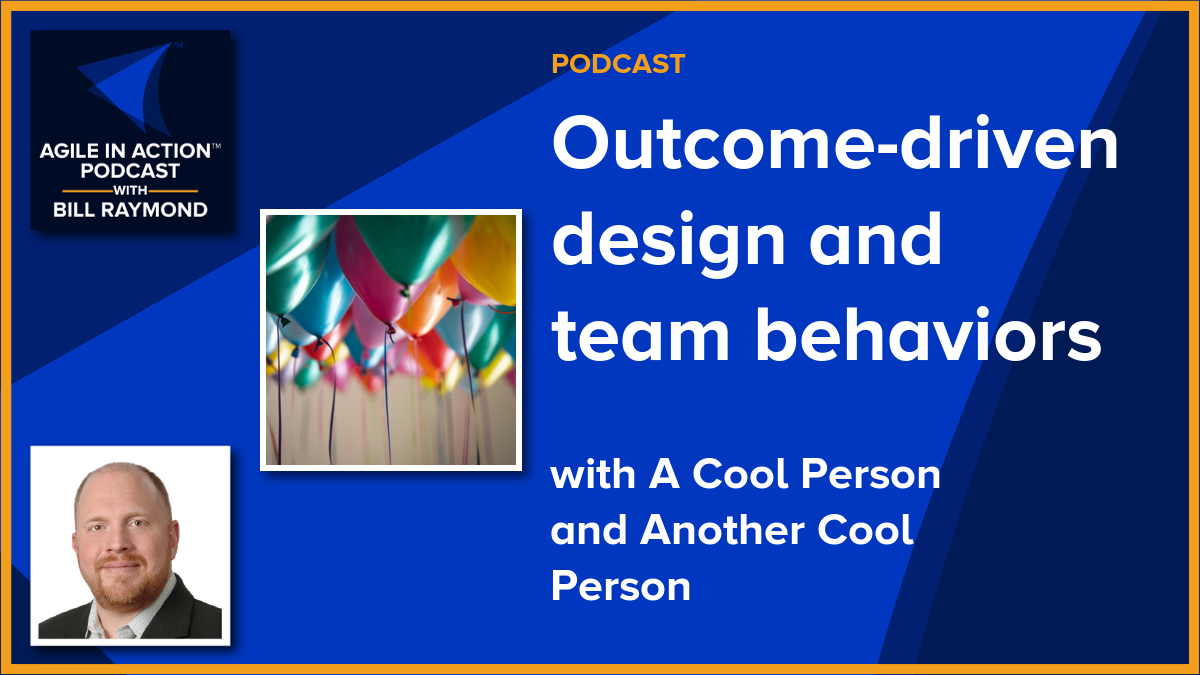 AGILE IN ACTION™
PODCAST
WITH
BILL RAYMOND
PODCAST
Outcome-driven
design and
team behaviors
with A Cool Person
and Another Cool
Person